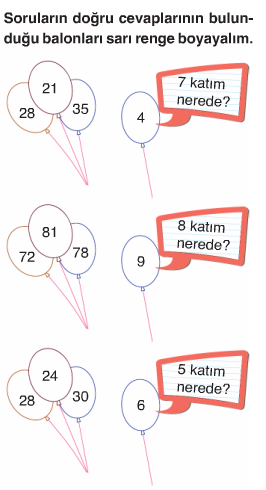 Soruların doğru cevaplarının bulun-
duğu balonları sarı renge boyayalım.
21
28
35
4
7 katım
nerede?
81
72
78
9
8 katım
nerede?
24
28
30
6
5 katım
nerede?